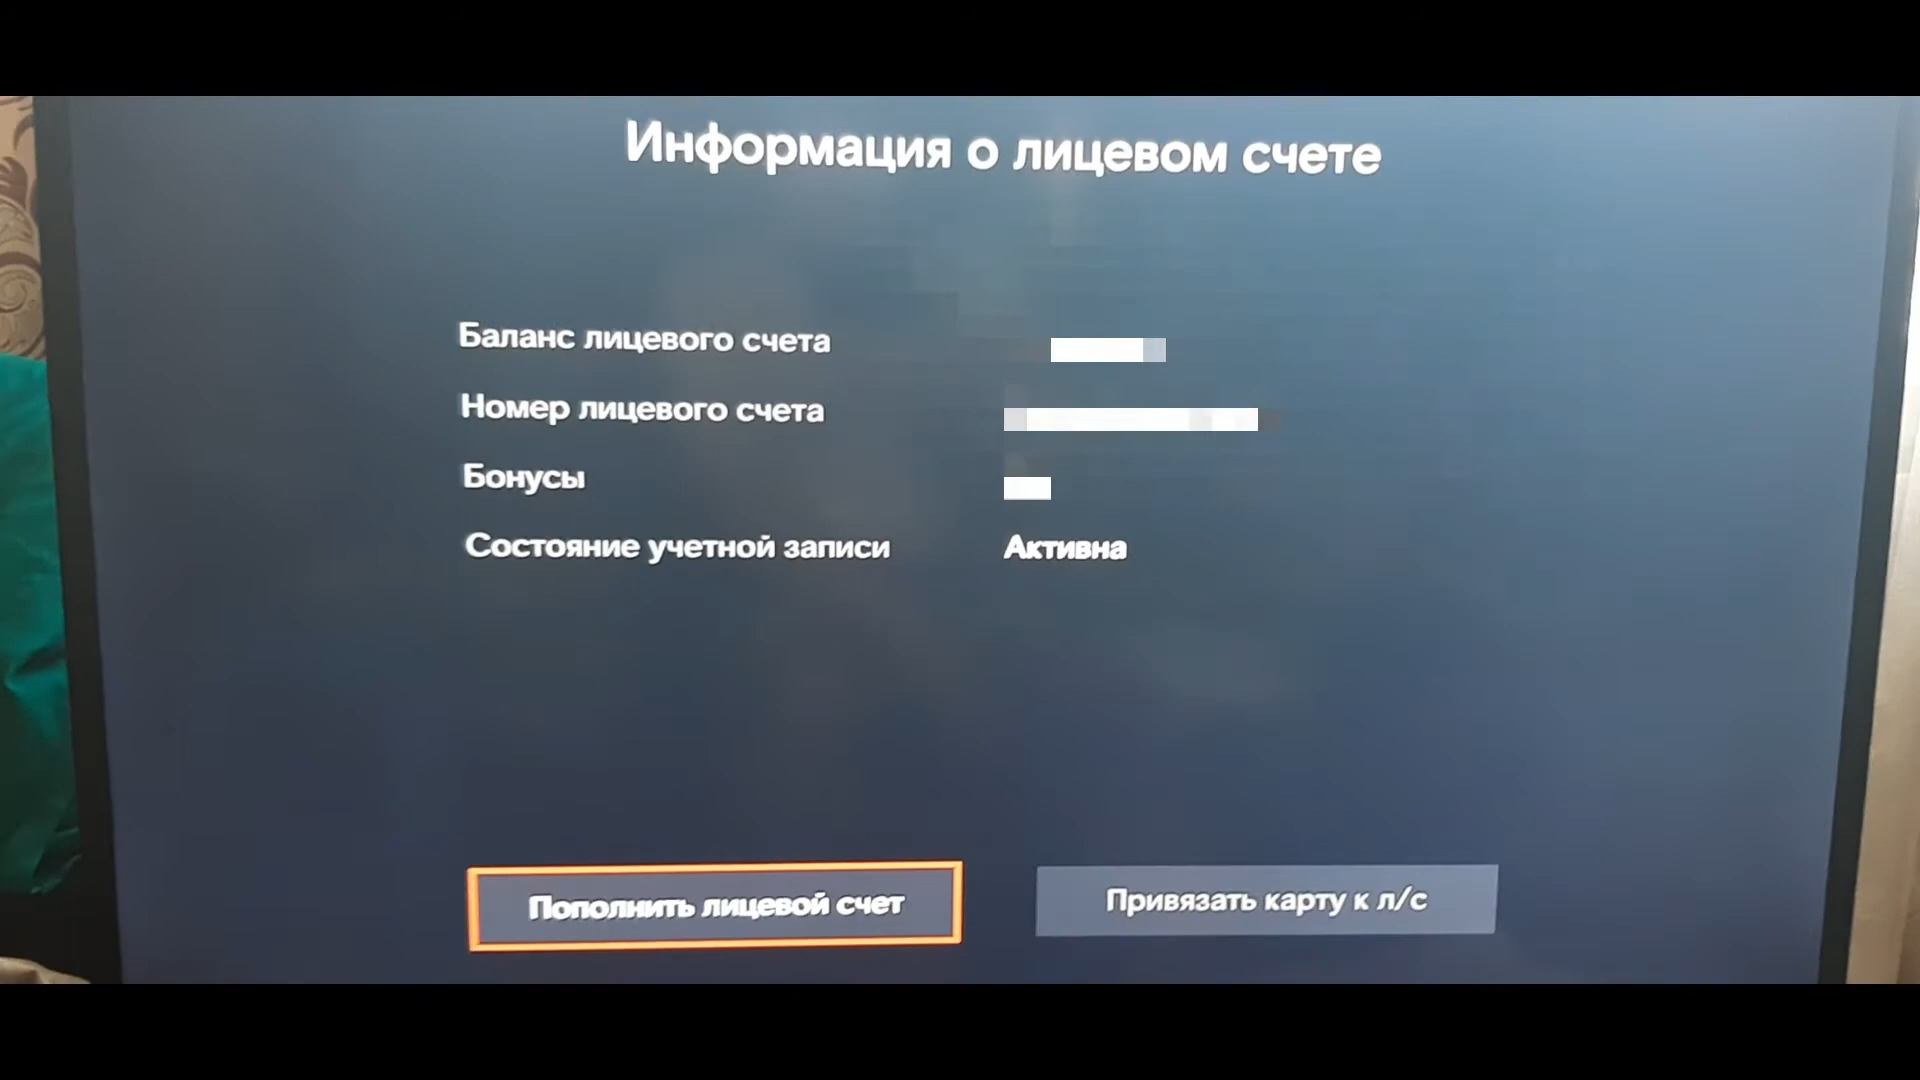 Информация о лицевом счете
Баланс лицевого счета
Номер лицевого счета
Бонусы
Состояние учетной записи Активна
Пополнить лицевой счет
Привязать карту к л/с